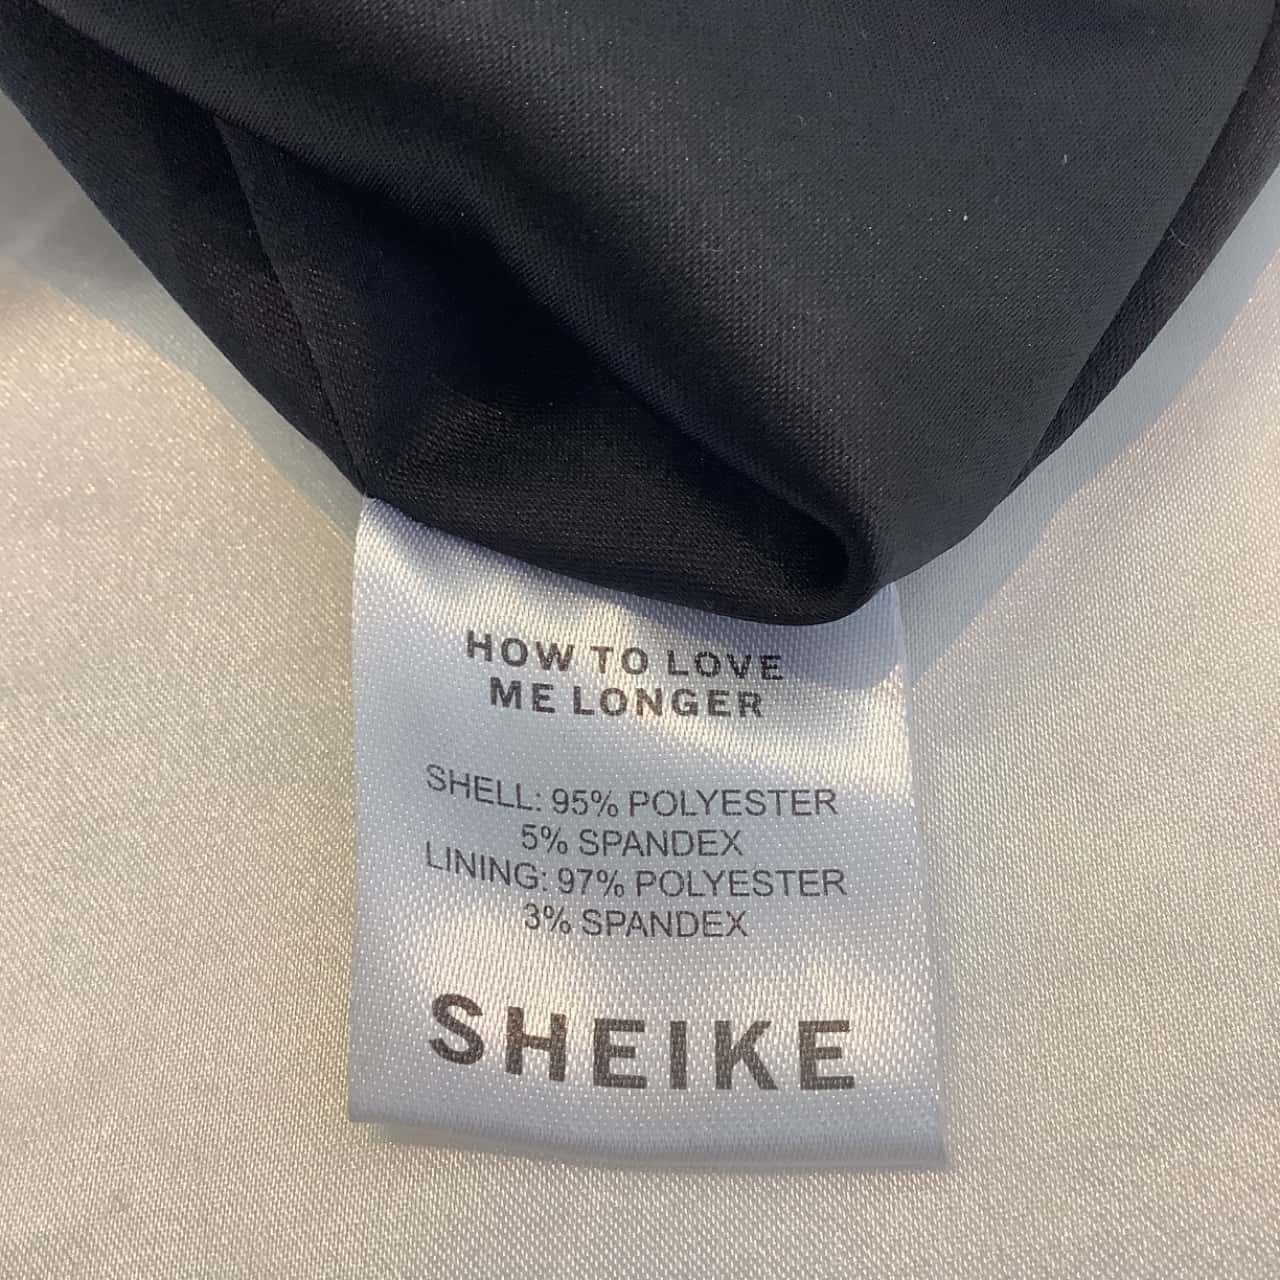 HOW TO LOVE
ME LONGER
SHELL: 95% POLYESTER
5% SPANDEX
LINING: 97% POLYESTER
3% SPANDEX
SHEIKE